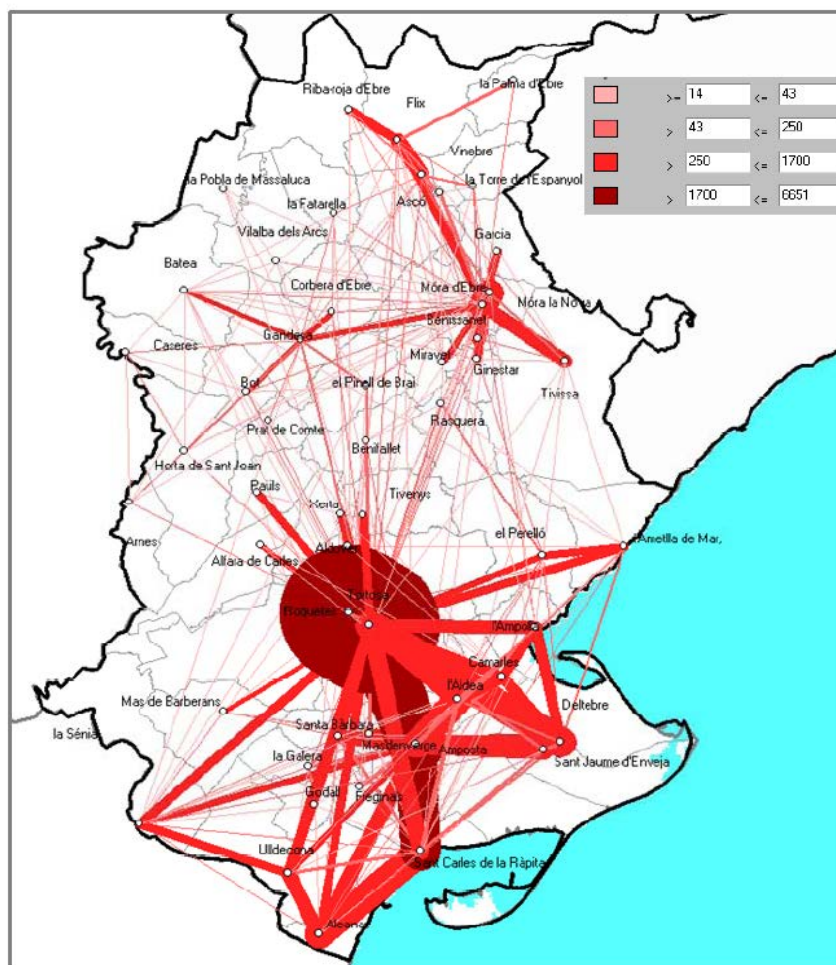 la Palma d'Ebre
Riba-roja d'Ebre
Flix
>= 14 <= 43
> 43 <= 250
> 250 <= 1700
> 1700 <= 6651
Vinebre
la Pobla de Massaluca
la Torre de l'Espanyol
Ascó
la Fatarella
Vilalba dels Arcs
Garcia
Batea
Corbera d'Ebre
Móra d'Ebre
Móra la Nova
Benissanet
Gandesa
Caseres
Miravet
Ginestar
Bot
el Pinell de Brai
Tivissa
Rasquera
Prat de Comte
Benifallet
Horta de Sant Joan
Paüls
Tivenys
Xerta
Arnes
el Perelló
l'Ametlla de Mar,
Aldover
Alfara de Carles
Tortosa
Roquetes
l'Ampolla
Camarles
l'Aldea
Mas de Barberans
Deltebre
la Sénia
Santa Bàrbara
Masdenverge
Amposta
Sant Jaume d'Enveja
la Galera
Godall
Freginals
Ulldecona
Sant Carles de la Ràpita
Alcanar